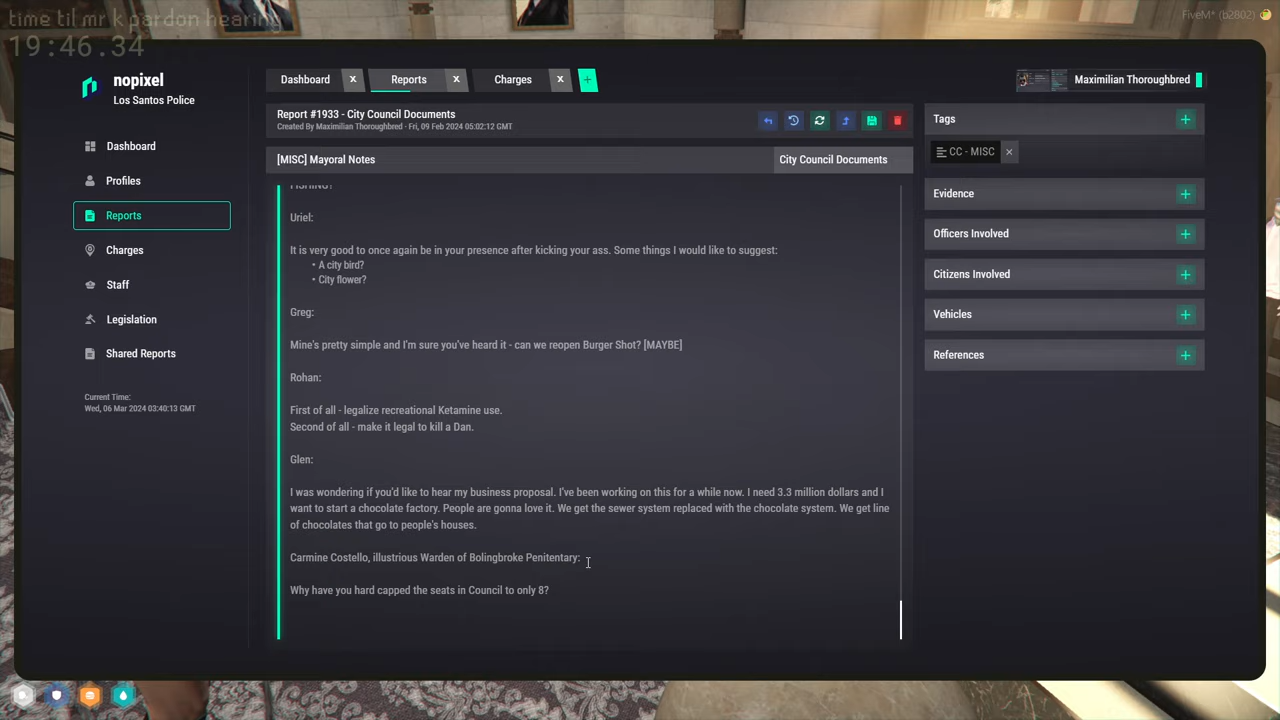 time til mr k pardon hearing
19:46.34
FiveM* (b2802)
nopixel
Los Santos Police
Dashboard
Profiles
Reports
Charges
Staff
Legislation
Shared Reports
Current Time:
Wed, 06 Mar 2024 03:40:13 GMT
Dashboard x
Reports x
Charges x
+
Maximilian Thoroughbred
Report #1933 - City Council Documents
Created By Maximilian Thoroughbred · Fri, 09 Feb 2024 05:02:12 GMT
[MISC] Mayoral Notes
City Council Documents
FISHING?
Uriel:
It is very good to once again be in your presence after kicking your ass. Some things I would like to suggest:
• A city bird?
• City flower?
Greg:
Mine's pretty simple and I'm sure you've heard it - can we reopen Burger Shot? [MAYBE]
Rohan:
First of all - legalize recreational Ketamine use.
Second of all - make it legal to kill a Dan.
Glen:
I was wondering if you'd like to hear my business proposal. I've been working on this for a while now. I need 3.3 million dollars and I
want to start a chocolate factory. People are gonna love it. We get the sewer system replaced with the chocolate system. We get line
of chocolates that go to people's houses.
Carmine Costello, illustrious Warden of Bolingbroke Penitentary:
Why have you hard capped the seats in Council to only 8?
Tags +
CC - MISC x
Evidence +
Officers Involved +
Citizens Involved +
Vehicles +
References +